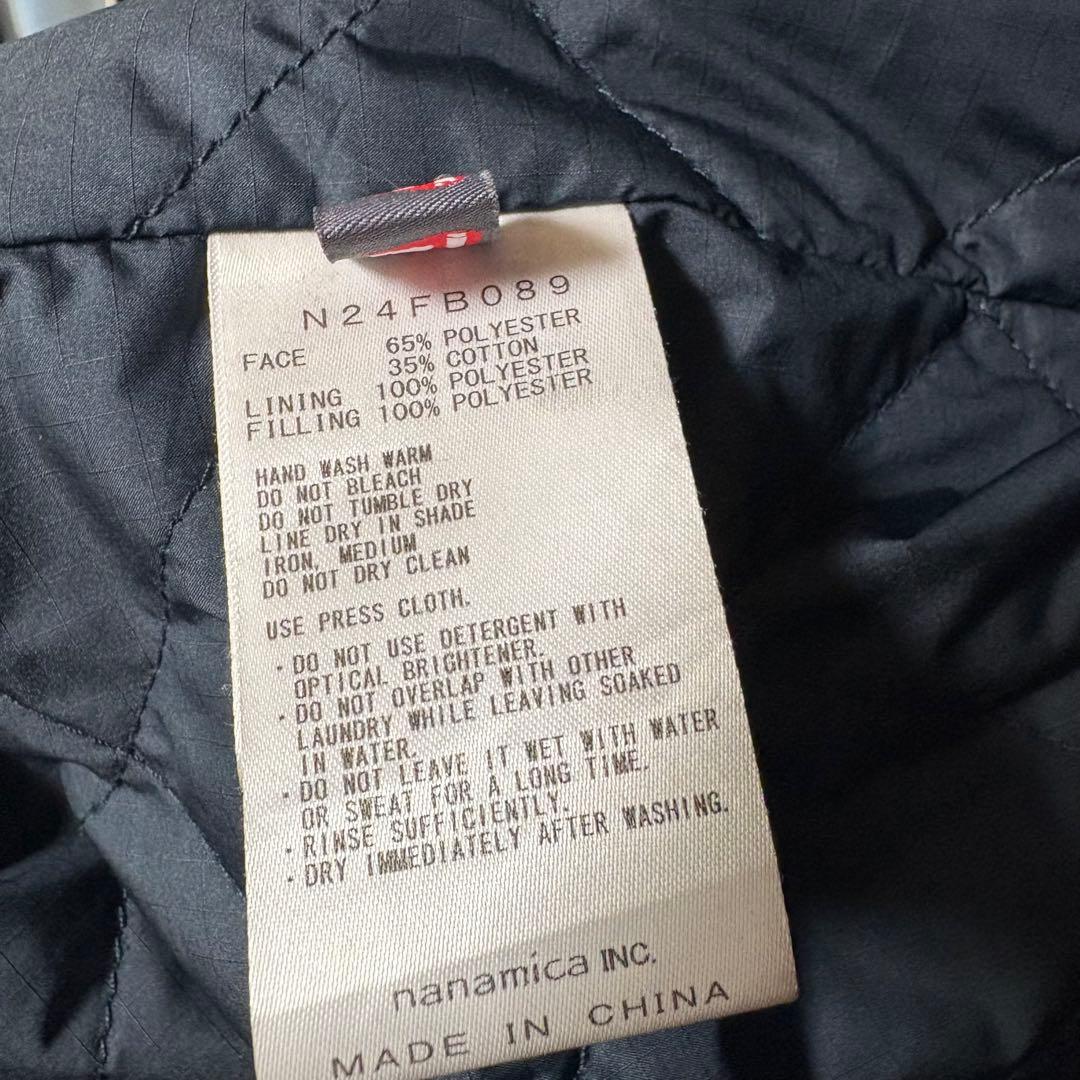 N24FB089
FACE 65% POLYESTER
35% COTTON
LINING 100% POLYESTER
FILLING 100% POLYESTER
HAND WASH WARM
DO NOT BLEACH
DO NOT TUMBLE DRY
LINE DRY IN SHADE
IRON, MEDIUM
DO NOT DRY CLEAN
USE PRESS CLOTH.
・DO NOT USE DETERGENT WITH
OPTICAL BRIGHTENER.
・DO NOT OVERLAP WITH OTHER
LAUNDRY WHILE LEAVING SOAKED
IN WATER.
・DO NOT LEAVE IT WET WITH WATER
OR SWEAT FOR A LONG TIME.
・RINSE SUFFICIENTLY.
・DRY IMMEDIATELY AFTER WASHING.
nanamica INC.
MADE IN CHINA